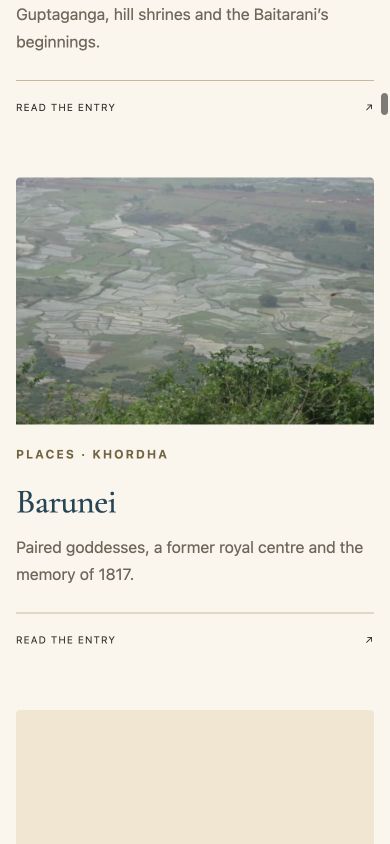 Guptaganga, hill shrines and the Baitarani’s
beginnings.
READ THE ENTRY
PLACES · KHORDHA
Barunei
Paired goddesses, a former royal centre and the
memory of 1817.
READ THE ENTRY